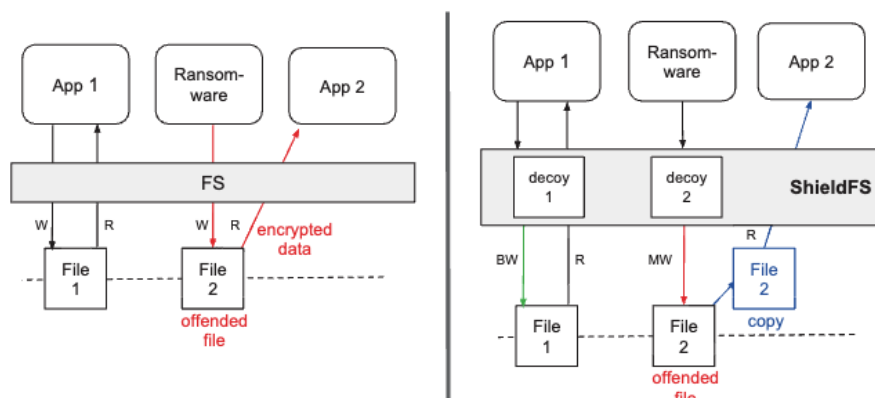 App 1
Ransom-
ware
App 2
FS
W
R
W
R
encrypted
data
File
1
File
2
offended
file
App 1
Ransom-
ware
App 2
decoy
1
decoy
2
ShieldFS
BW
R
MW
R
File
2
copy
File
1
File
2
offended
file